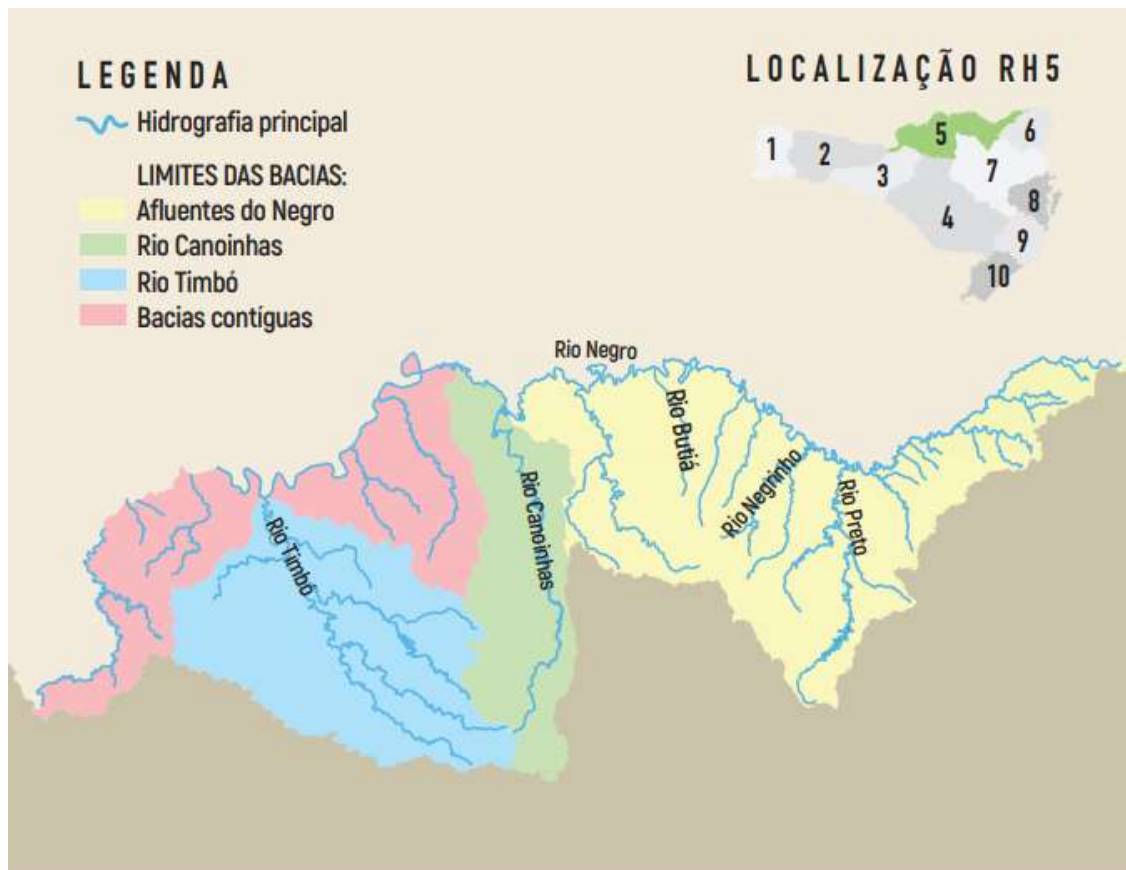 LEGENDA
Hidrografia principal
LIMITES DAS BACIAS:
Afluentes do Negro
Rio Canoinhas
Rio Timbó
Bacias contíguas
LOCALIZAÇÃO RH5
1
2
3
4
5
6
7
8
9
10
Rio Negro
Rio Butiá
Rio Negrinho
Rio Preto
Rio Canoinhas
Rio Timbó